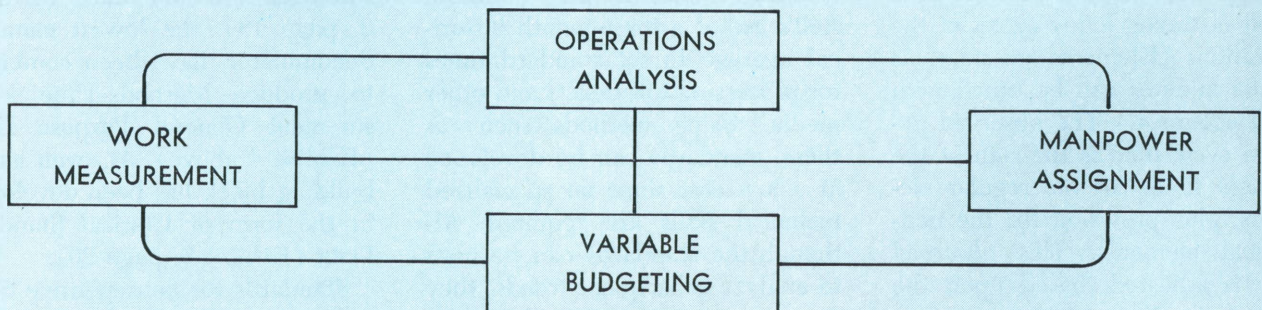 OPERATIONS
ANALYSIS
WORK
MEASUREMENT
MANPOWER
ASSIGNMENT
VARIABLE
BUDGETING